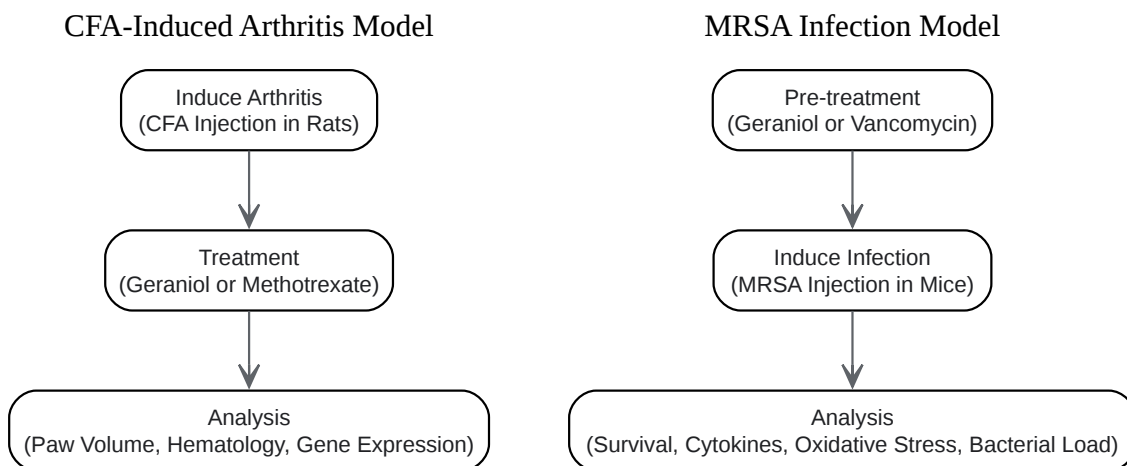 CFA-Induced Arthritis Model
Induce Arthritis
(CFA Injection in Rats)
Treatment
(Geraniol or Methotrexate)
Analysis
(Paw Volume, Hematology, Gene Expression)
MRSA Infection Model
Pre-treatment
(Geraniol or Vancomycin)
Induce Infection
(MRSA Injection in Mice)
Analysis
(Survival, Cytokines, Oxidative Stress, Bacterial Load)